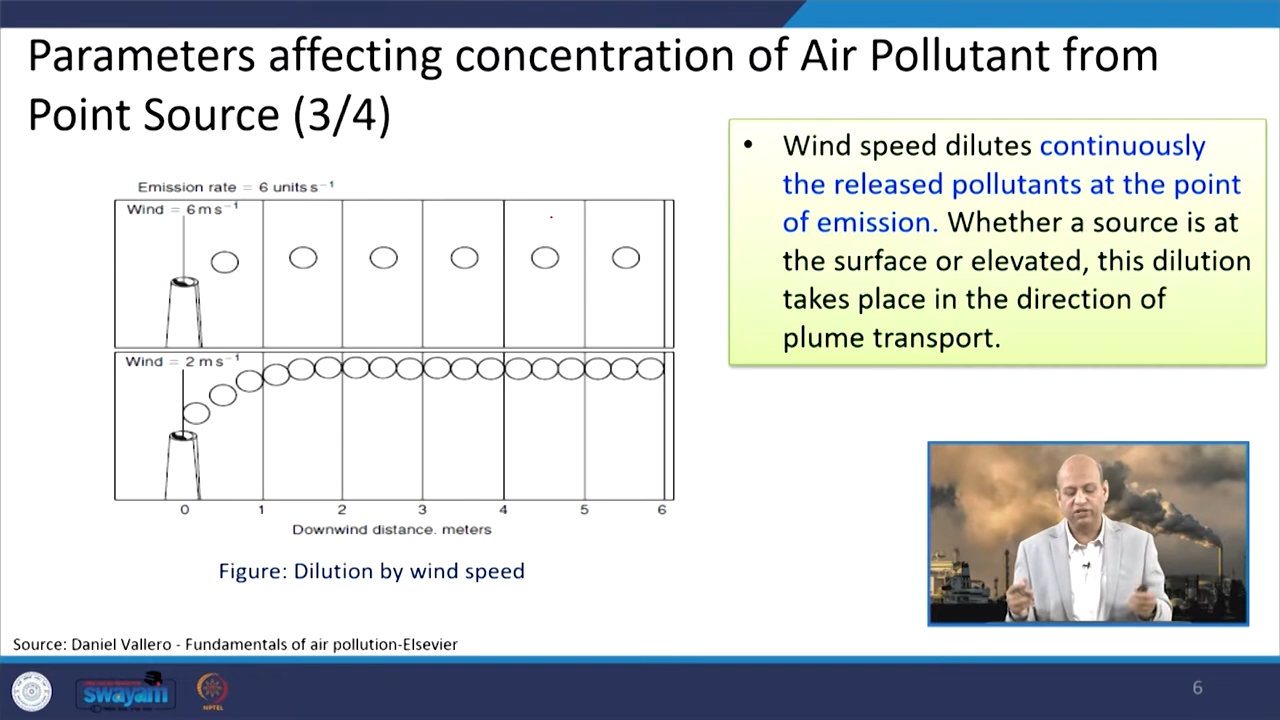 Parameters affecting concentration of Air Pollutant from
Point Source (3/4)
Emission rate = 6 units s⁻¹
Wind = 6 m s⁻¹
Wind = 2 m s⁻¹
0 1 2 3 4 5 6
Downwind distance. meters
Figure: Dilution by wind speed
• Wind speed dilutes continuously
the released pollutants at the point
of emission. Whether a source is at
the surface or elevated, this dilution
takes place in the direction of
plume transport.
Source: Daniel Vallero - Fundamentals of air pollution-Elsevier
swayam
NPTEL
6